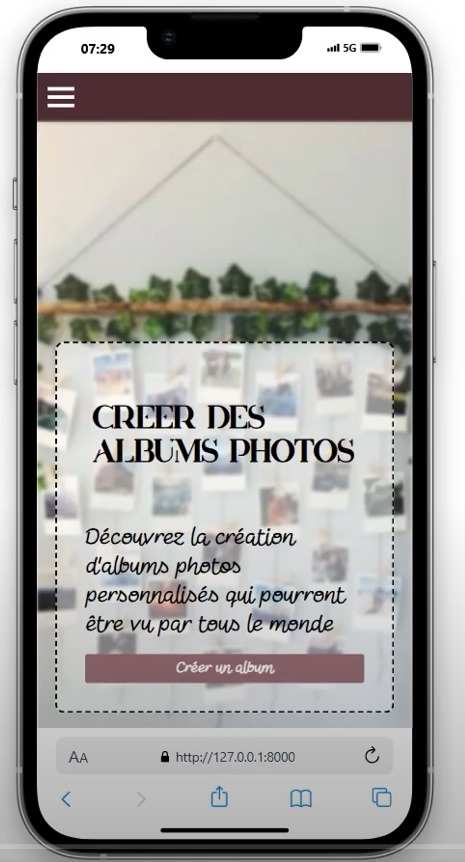 07:29
5G
CREER DES
ALBUMS PHOTOS
Découvrez la création
d'albums photos
personnalisés qui pourront
être vu par tous le monde
Créer un album
AA
http://127.0.0.1:8000